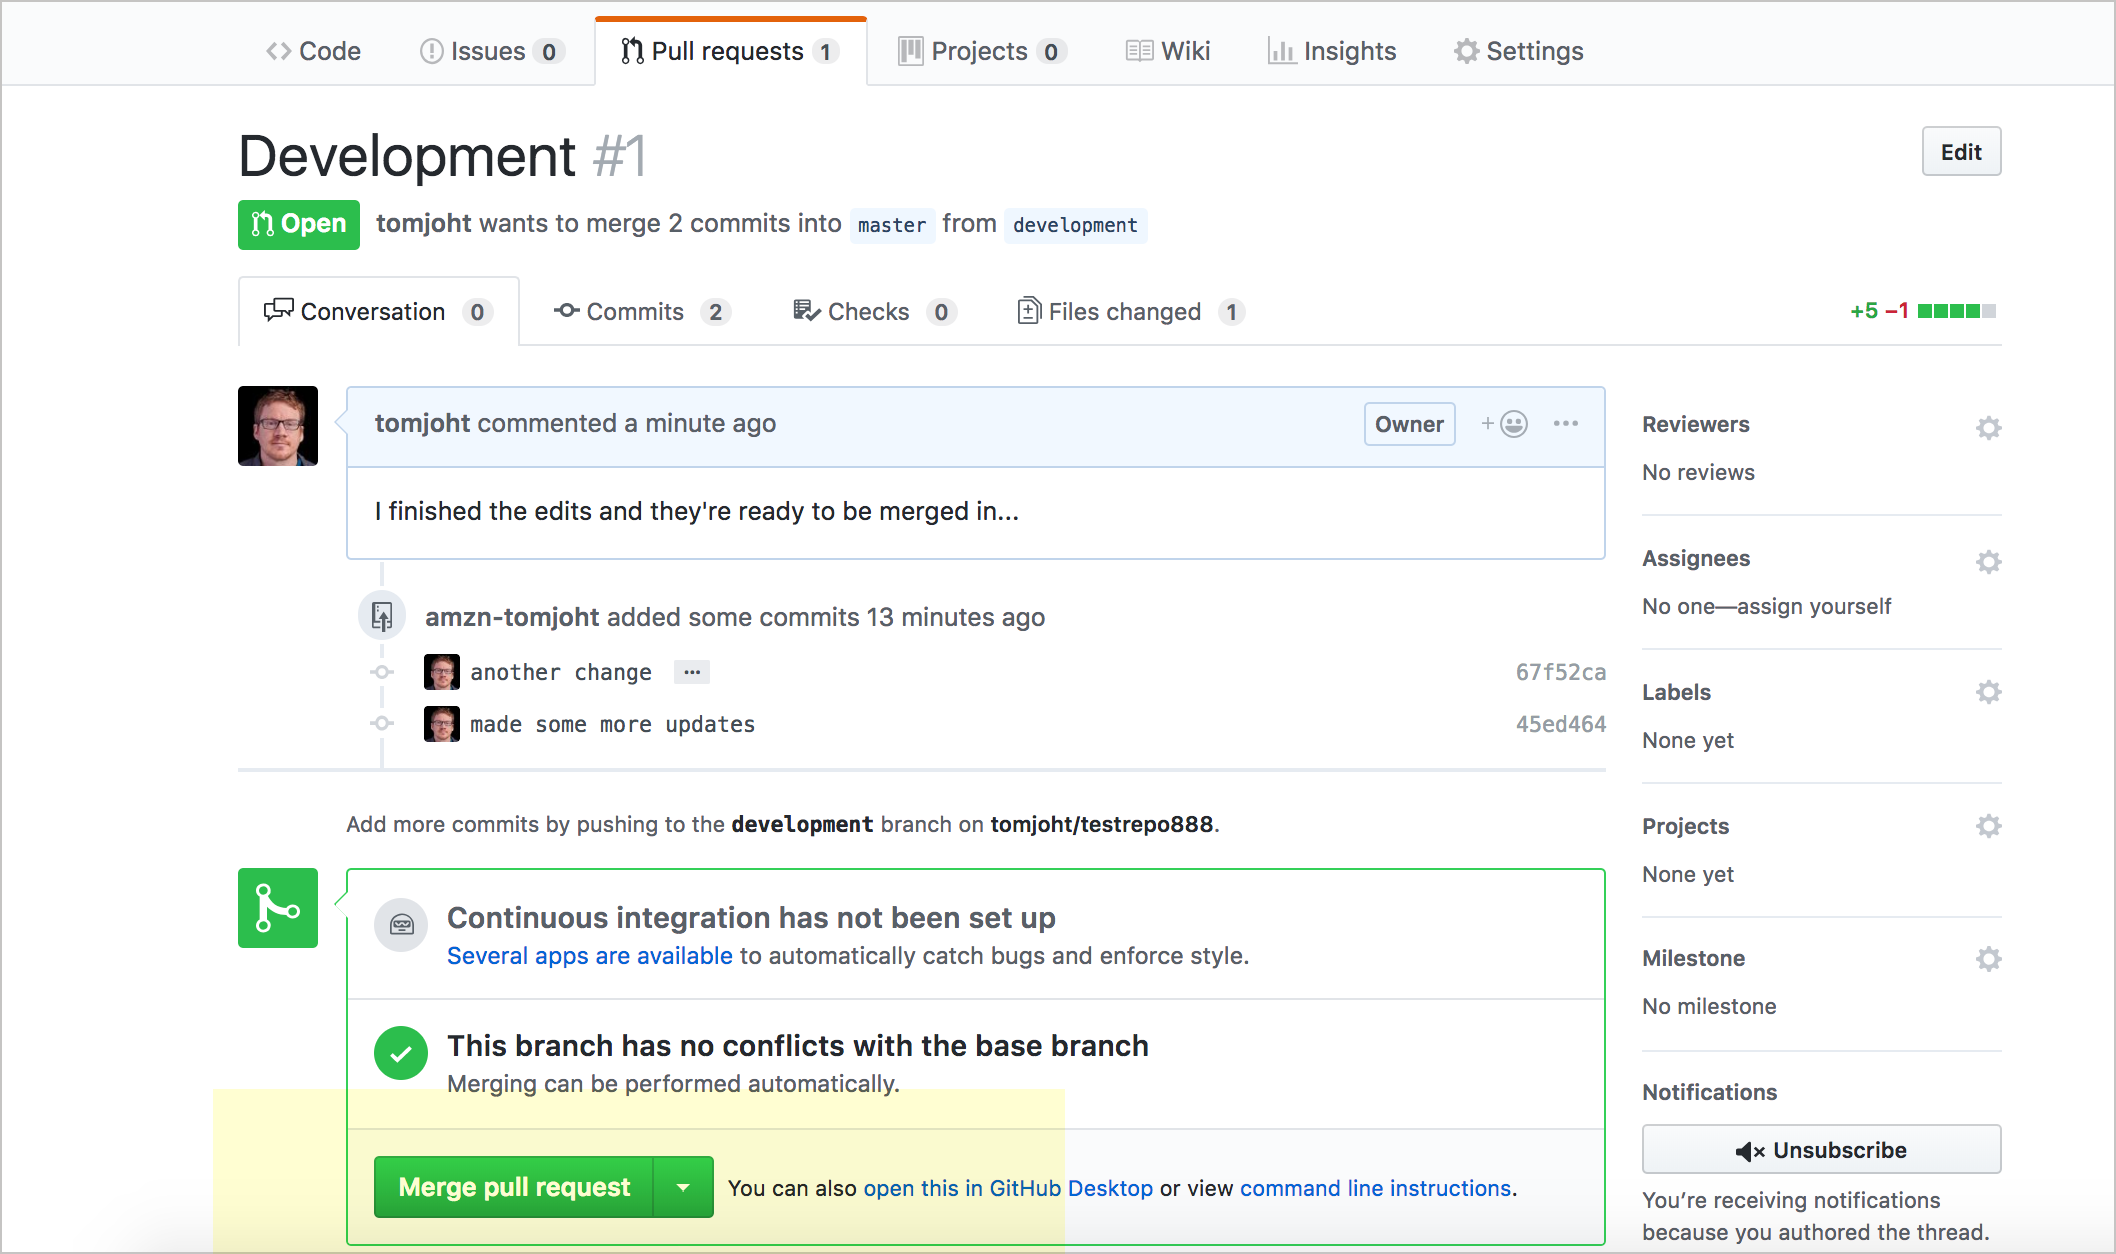 Code Issues 0 Pull requests 1 Projects 0 Wiki Insights Settings
Development #1
Edit
Open tomjoht wants to merge 2 commits into master from development
Conversation 0 Commits 2 Checks 0 Files changed 1 +5 −1
tomjoht commented a minute ago Owner +
I finished the edits and they're ready to be merged in...
amzn-tomjoht added some commits 13 minutes ago
another change ... 67f52ca
made some more updates 45ed464
Add more commits by pushing to the development branch on tomjoht/testrepo888.
Continuous integration has not been set up
Several apps are available to automatically catch bugs and enforce style.
This branch has no conflicts with the base branch
Merging can be performed automatically.
Merge pull request You can also open this in GitHub Desktop or view command line instructions.
Reviewers
No reviews
Assignees
No one—assign yourself
Labels
None yet
Projects
None yet
Milestone
No milestone
Notifications
Unsubscribe
You’re receiving notifications
because you authored the thread.